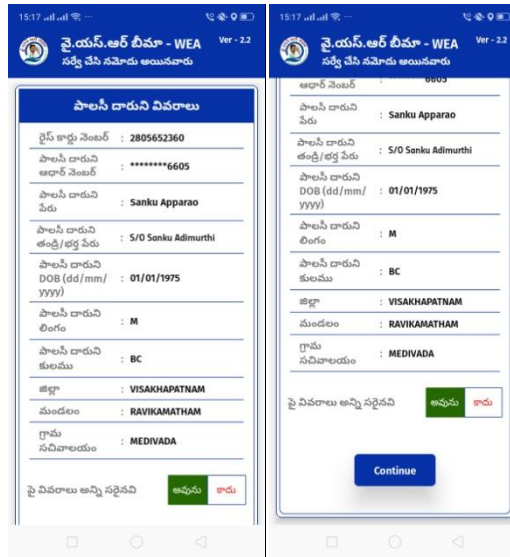 15:17
వై.యస్.ఆర్ బీమా - WEA
Ver - 2.2
సర్వే చేసి నమోదు అయినవారు
పాలసీ దారుని వివరాలు
రైస్ కార్డు నెంబర్ : 2805652360
పాలసీ దారుని
ఆధార్ నెంబర్ : ********6605
పాలసీ దారుని
పేరు : Sanku Apparao
పాలసీ దారుని
తండ్రి/భర్త పేరు : S/O Sanku Adimurthi
పాలసీ దారుని
DOB (dd/mm/ : 01/01/1975
yyyy)
పాలసీ దారుని
లింగం : M
పాలసీ దారుని
కులము : BC
జిల్లా : VISAKHAPATNAM
మండలం : RAVIKAMATHAM
గ్రామ
సచివాలయం : MEDIVADA
పై వివరాలు అన్ని సరైనవి అవును కాదు
15:17
వై.యస్.ఆర్ బీమా - WEA
Ver - 2.2
సర్వే చేసి నమోదు అయినవారు
ఆధార్ నెంబర్ : 6605
పాలసీ దారుని
పేరు : Sanku Apparao
పాలసీ దారుని
తండ్రి/భర్త పేరు : S/O Sanku Adimurthi
పాలసీ దారుని
DOB (dd/mm/ : 01/01/1975
yyyy)
పాలసీ దారుని
లింగం : M
పాలసీ దారుని
కులము : BC
జిల్లా : VISAKHAPATNAM
మండలం : RAVIKAMATHAM
గ్రామ
సచివాలయం : MEDIVADA
పై వివరాలు అన్ని సరైనవి అవును కాదు
Continue